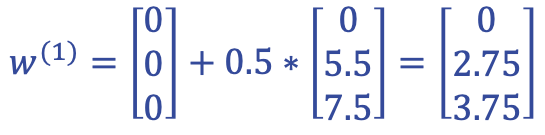 w⁽¹⁾ = [0 0 0] + 0.5 * [0 5.5 7.5] = [0 2.75 3.75]